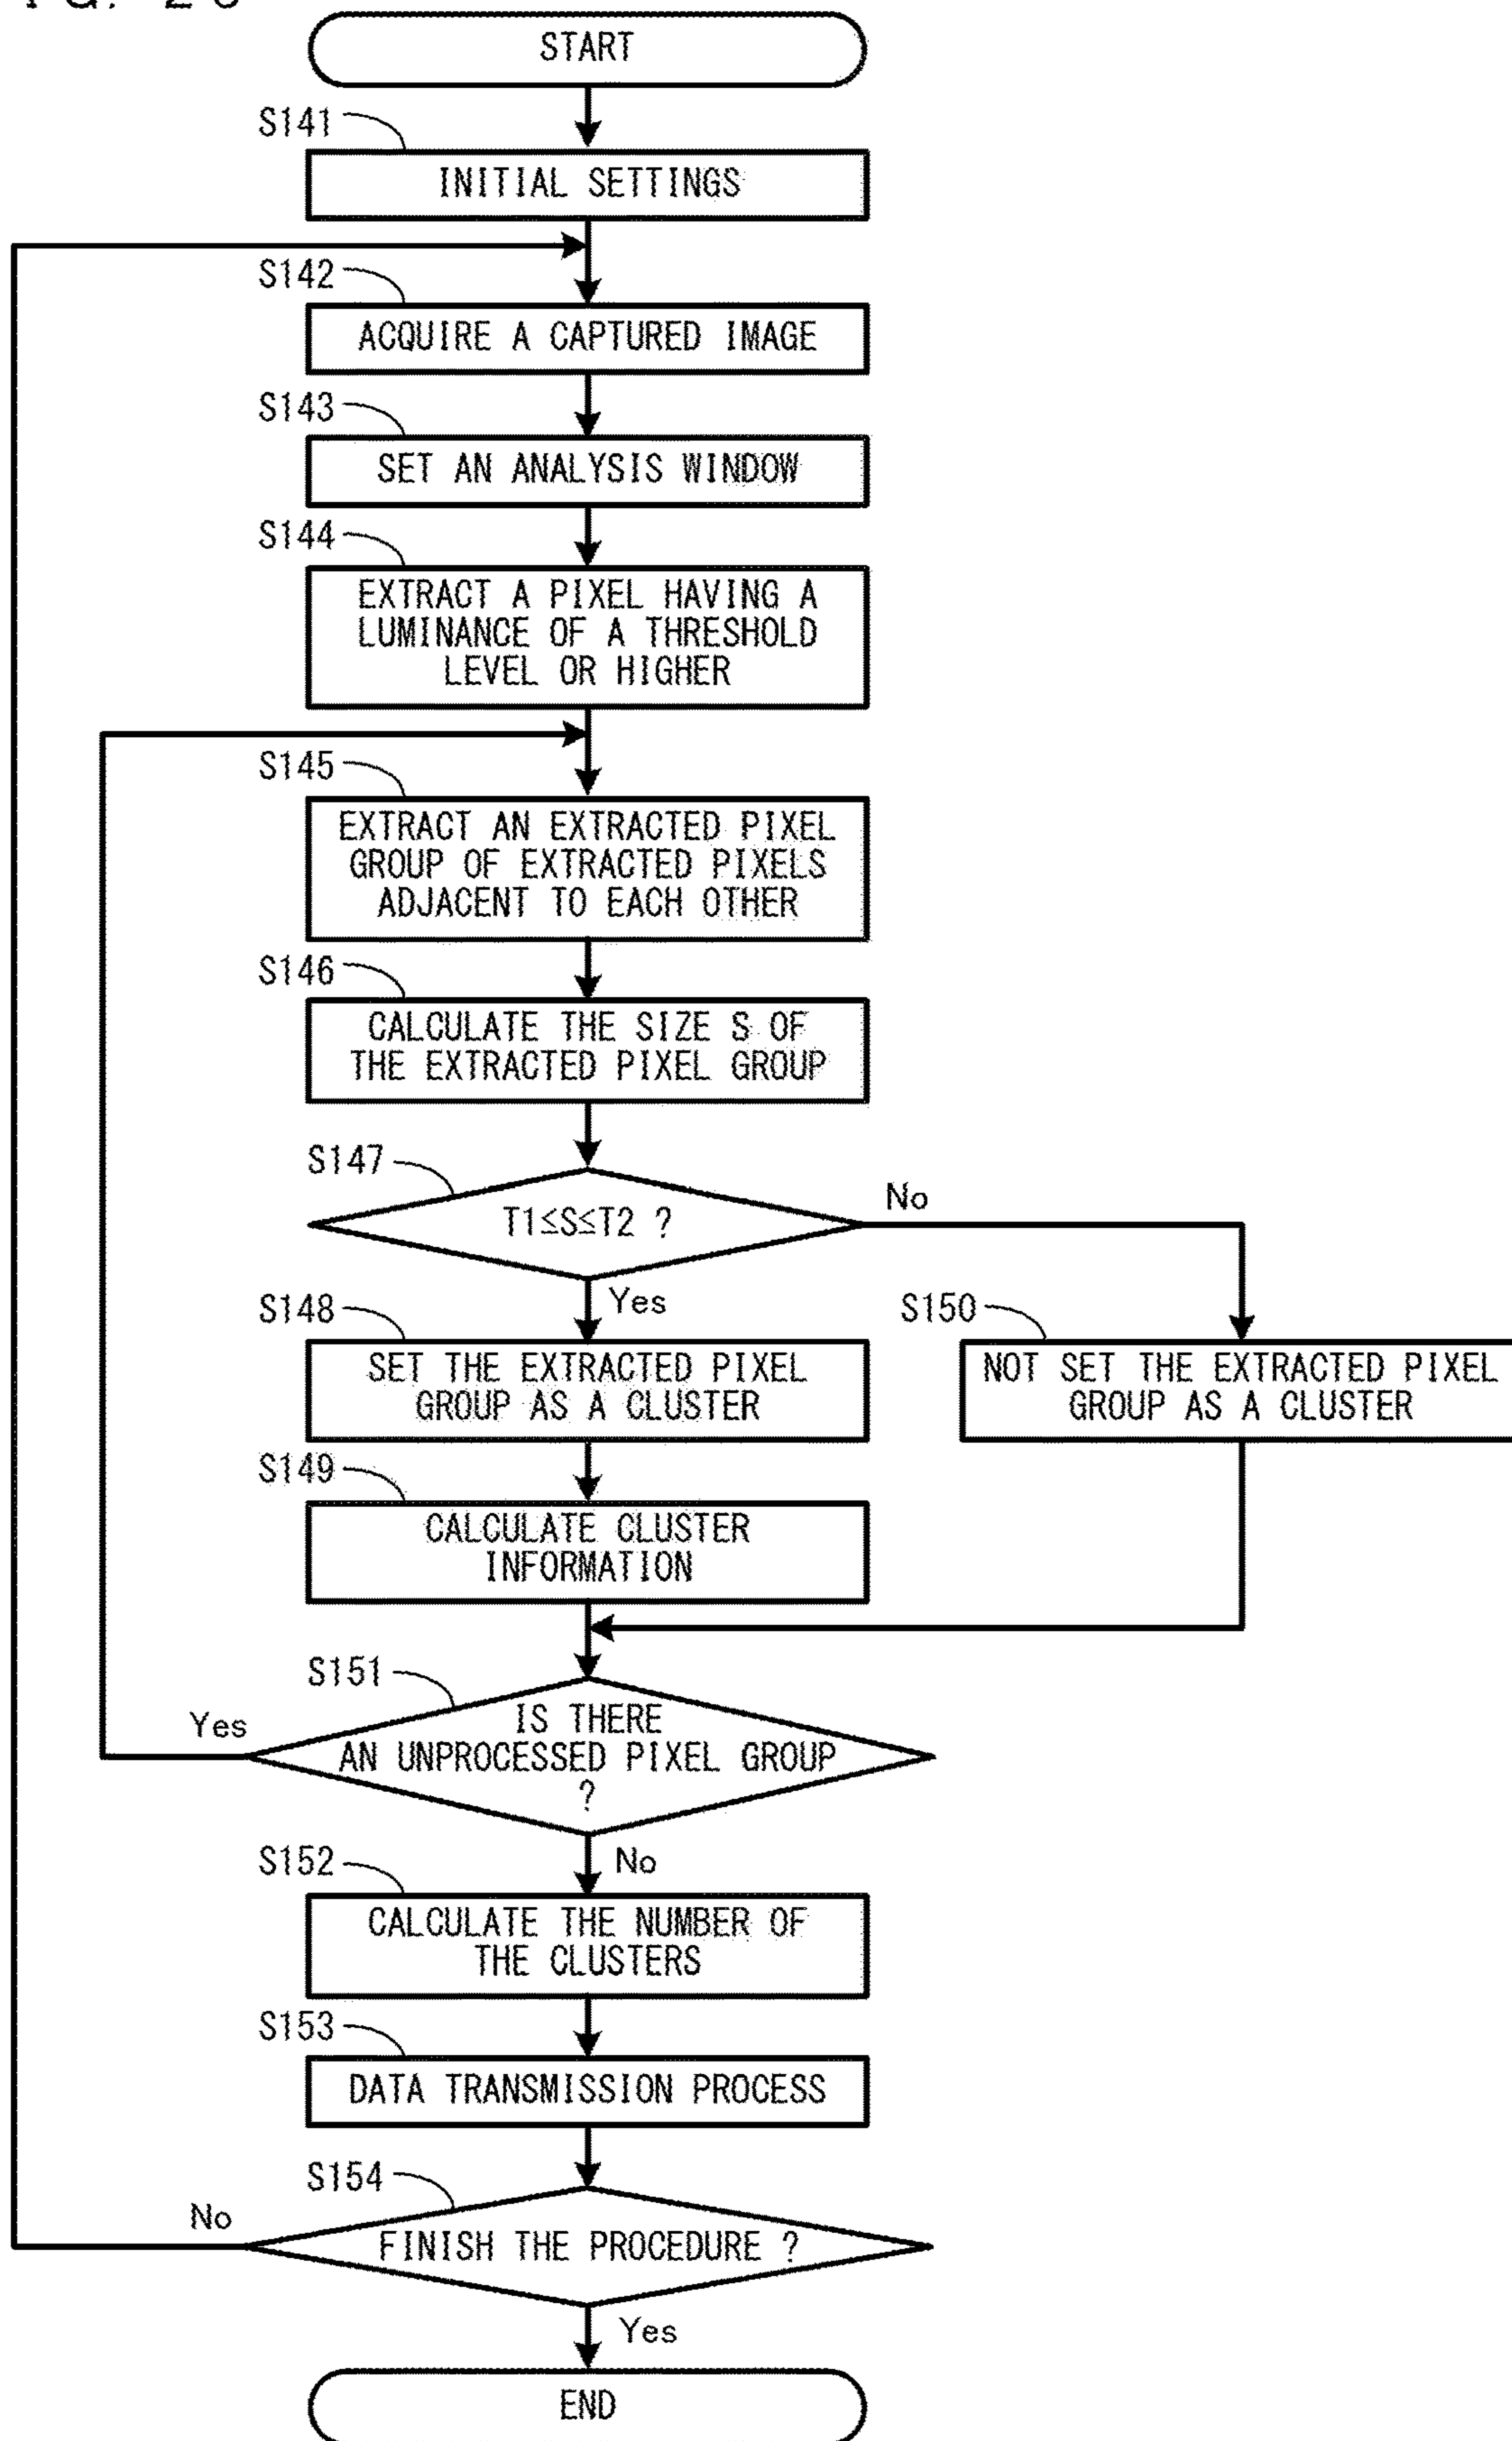 START
S141
INITIAL SETTINGS
S142
ACQUIRE A CAPTURED IMAGE
S143
SET AN ANALYSIS WINDOW
S144
EXTRACT A PIXEL HAVING A
LUMINANCE OF A THRESHOLD
LEVEL OR HIGHER
S145
EXTRACT AN EXTRACTED PIXEL
GROUP OF EXTRACTED PIXELS
ADJACENT TO EACH OTHER
S146
CALCULATE THE SIZE S OF
THE EXTRACTED PIXEL GROUP
S147
T1≤S≤T2 ?
No
Yes
S148
SET THE EXTRACTED PIXEL
GROUP AS A CLUSTER
S150
NOT SET THE EXTRACTED PIXEL
GROUP AS A CLUSTER
S149
CALCULATE CLUSTER
INFORMATION
S151
IS THERE
AN UNPROCESSED PIXEL GROUP
?
Yes
No
S152
CALCULATE THE NUMBER OF
THE CLUSTERS
S153
DATA TRANSMISSION PROCESS
S154
FINISH THE PROCEDURE ?
No
Yes
END